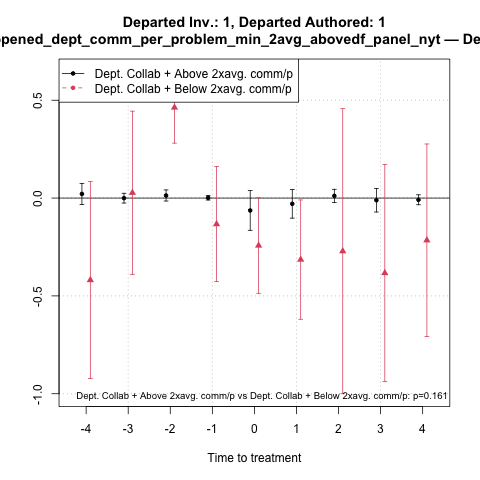 Departed Inv.: 1, Departed Authored: 1
opened_dept_comm_per_problem_min_2avg_abovedf_panel_nyt — De
Dept. Collab + Above 2xavg. comm/p
Dept. Collab + Below 2xavg. comm/p
0.5
0.0
-0.5
-1.0
Dept. Collab + Above 2xavg. comm/p vs Dept. Collab + Below 2xavg. comm/p: p=0.161
-4 -3 -2 -1 0 1 2 3 4
Time to treatment